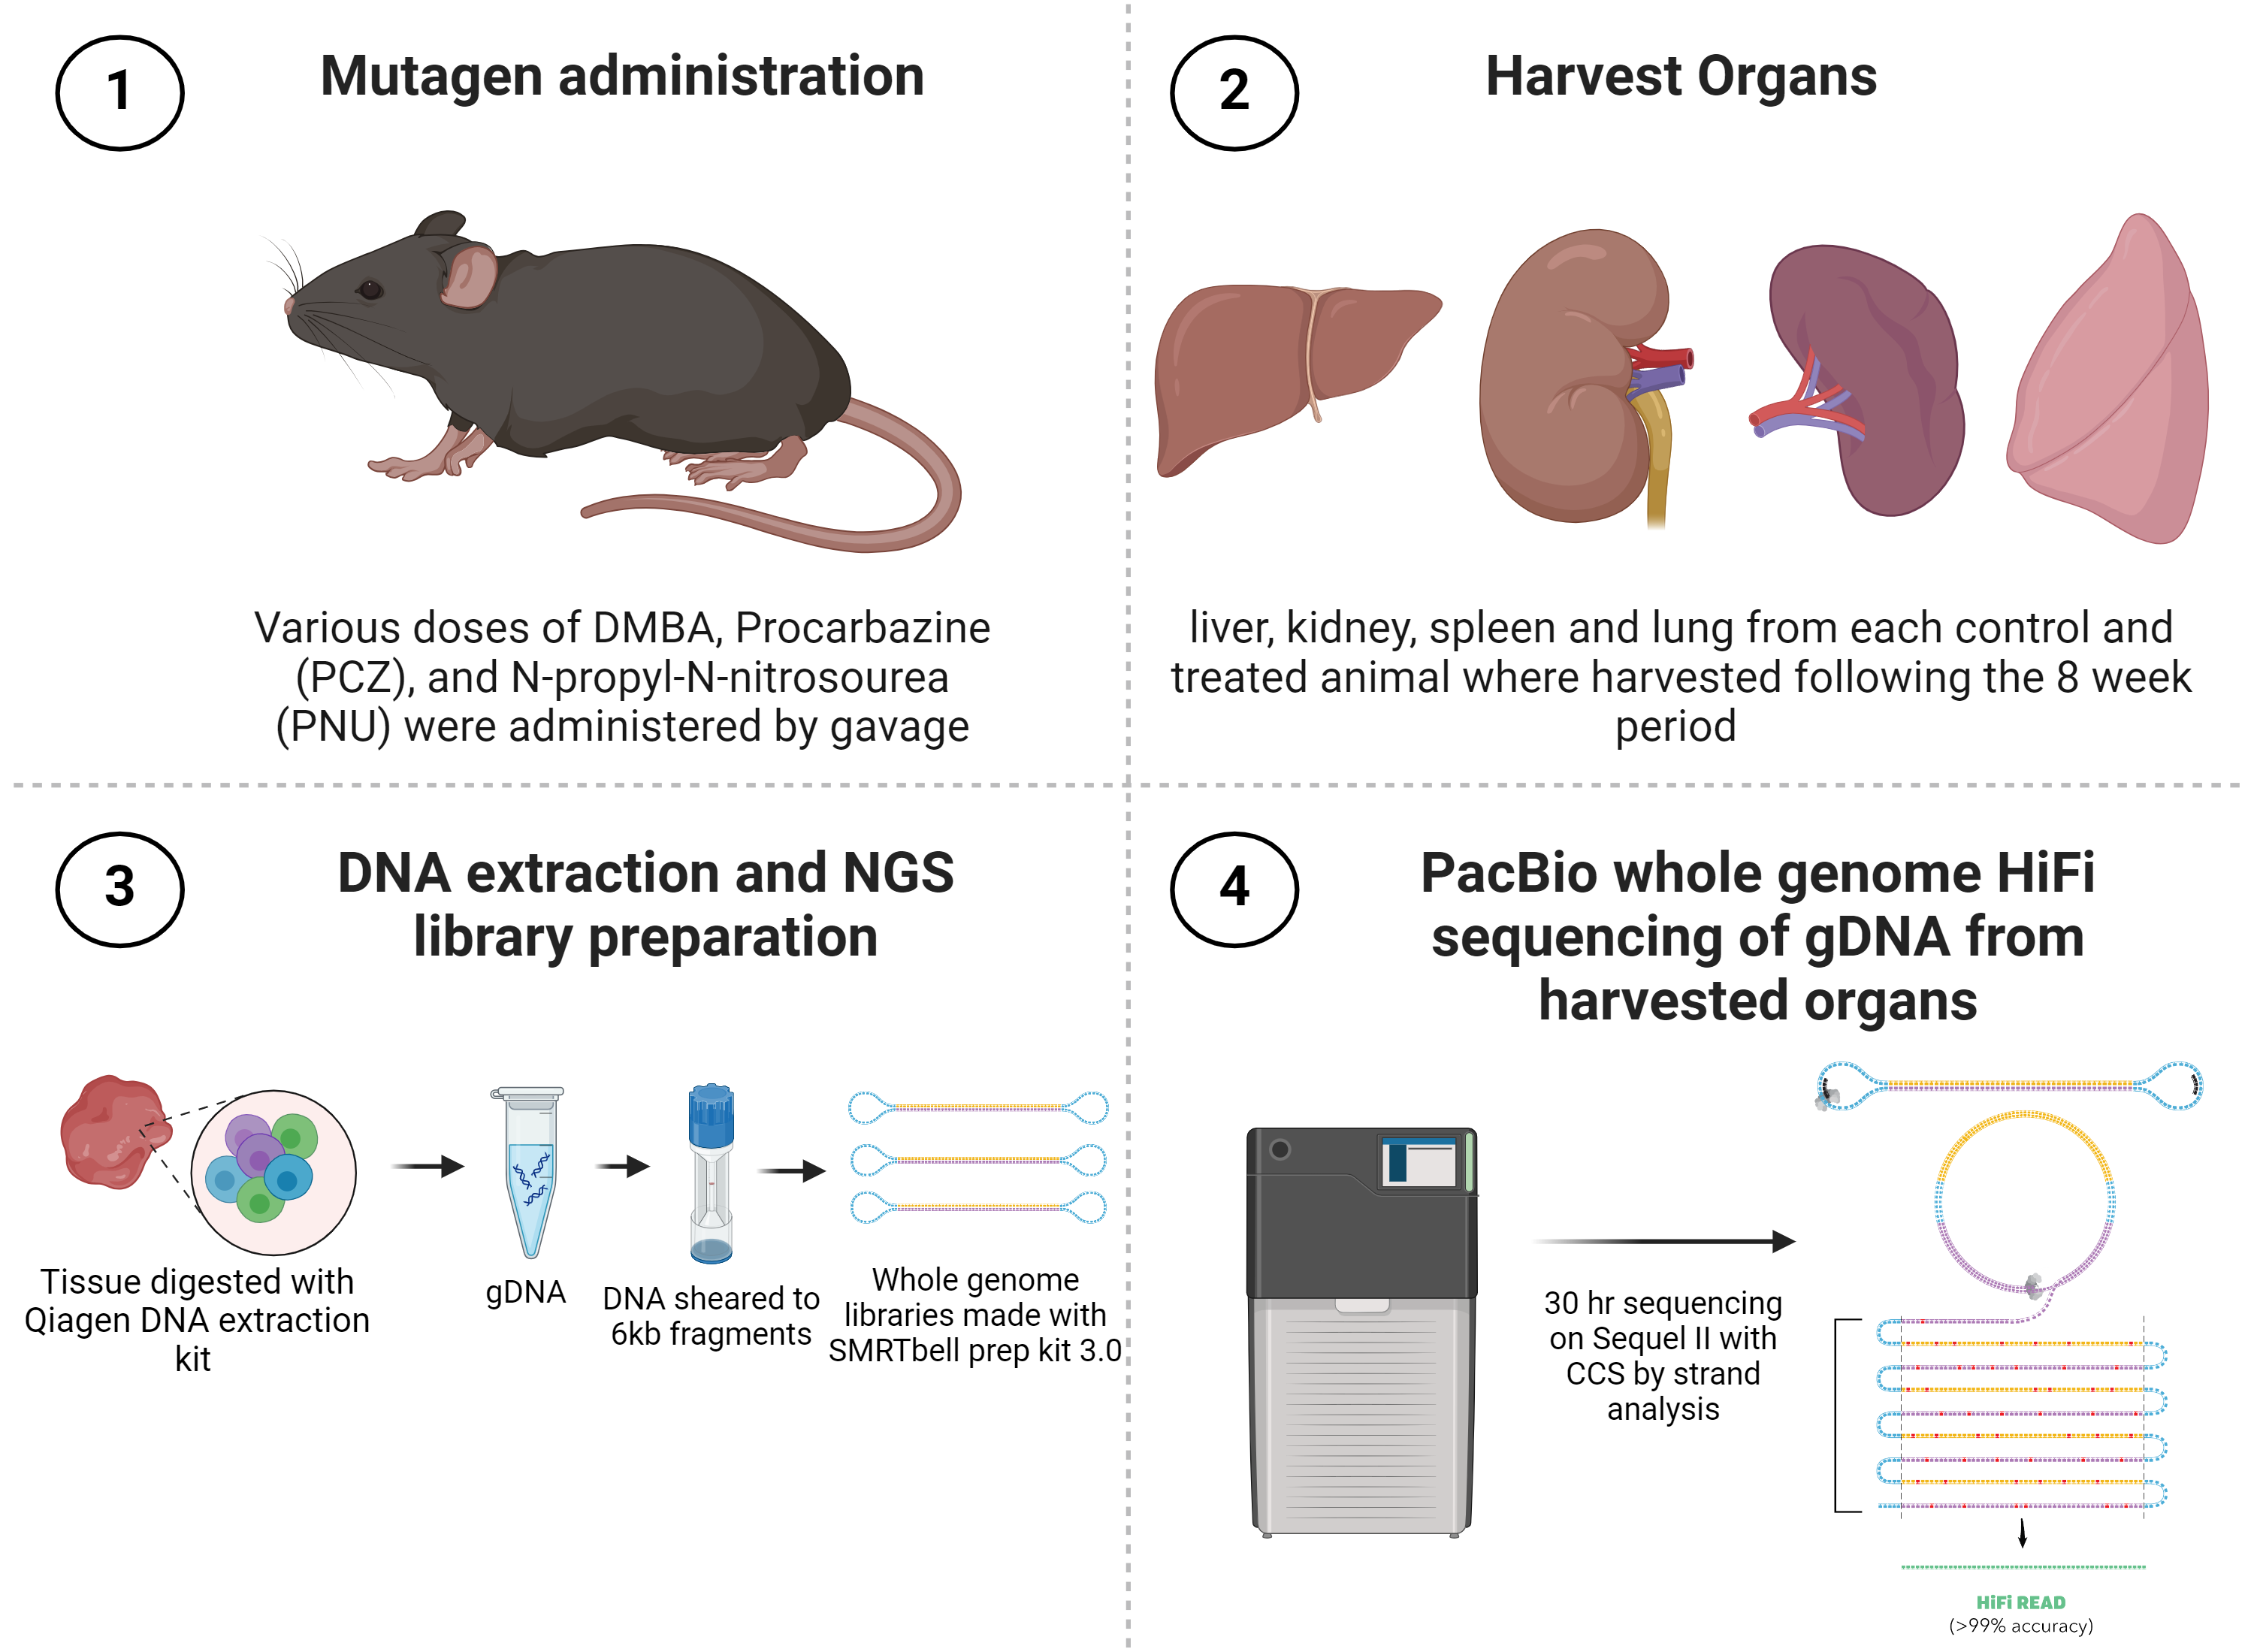 1
Mutagen administration
Various doses of DMBA, Procarbazine
(PCZ), and N-propyl-N-nitrosourea
(PNU) were administered by gavage
2
Harvest Organs
liver, kidney, spleen and lung from each control and
treated animal where harvested following the 8 week
period
3
DNA extraction and NGS
library preparation
Tissue digested with
Qiagen DNA extraction
kit
gDNA
DNA sheared to
6kb fragments
Whole genome
libraries made with
SMRTbell prep kit 3.0
4
PacBio whole genome HiFi
sequencing of gDNA from
harvested organs
30 hr sequencing
on Sequel II with
CCS by strand
analysis
HiFi READ
(>99% accuracy)